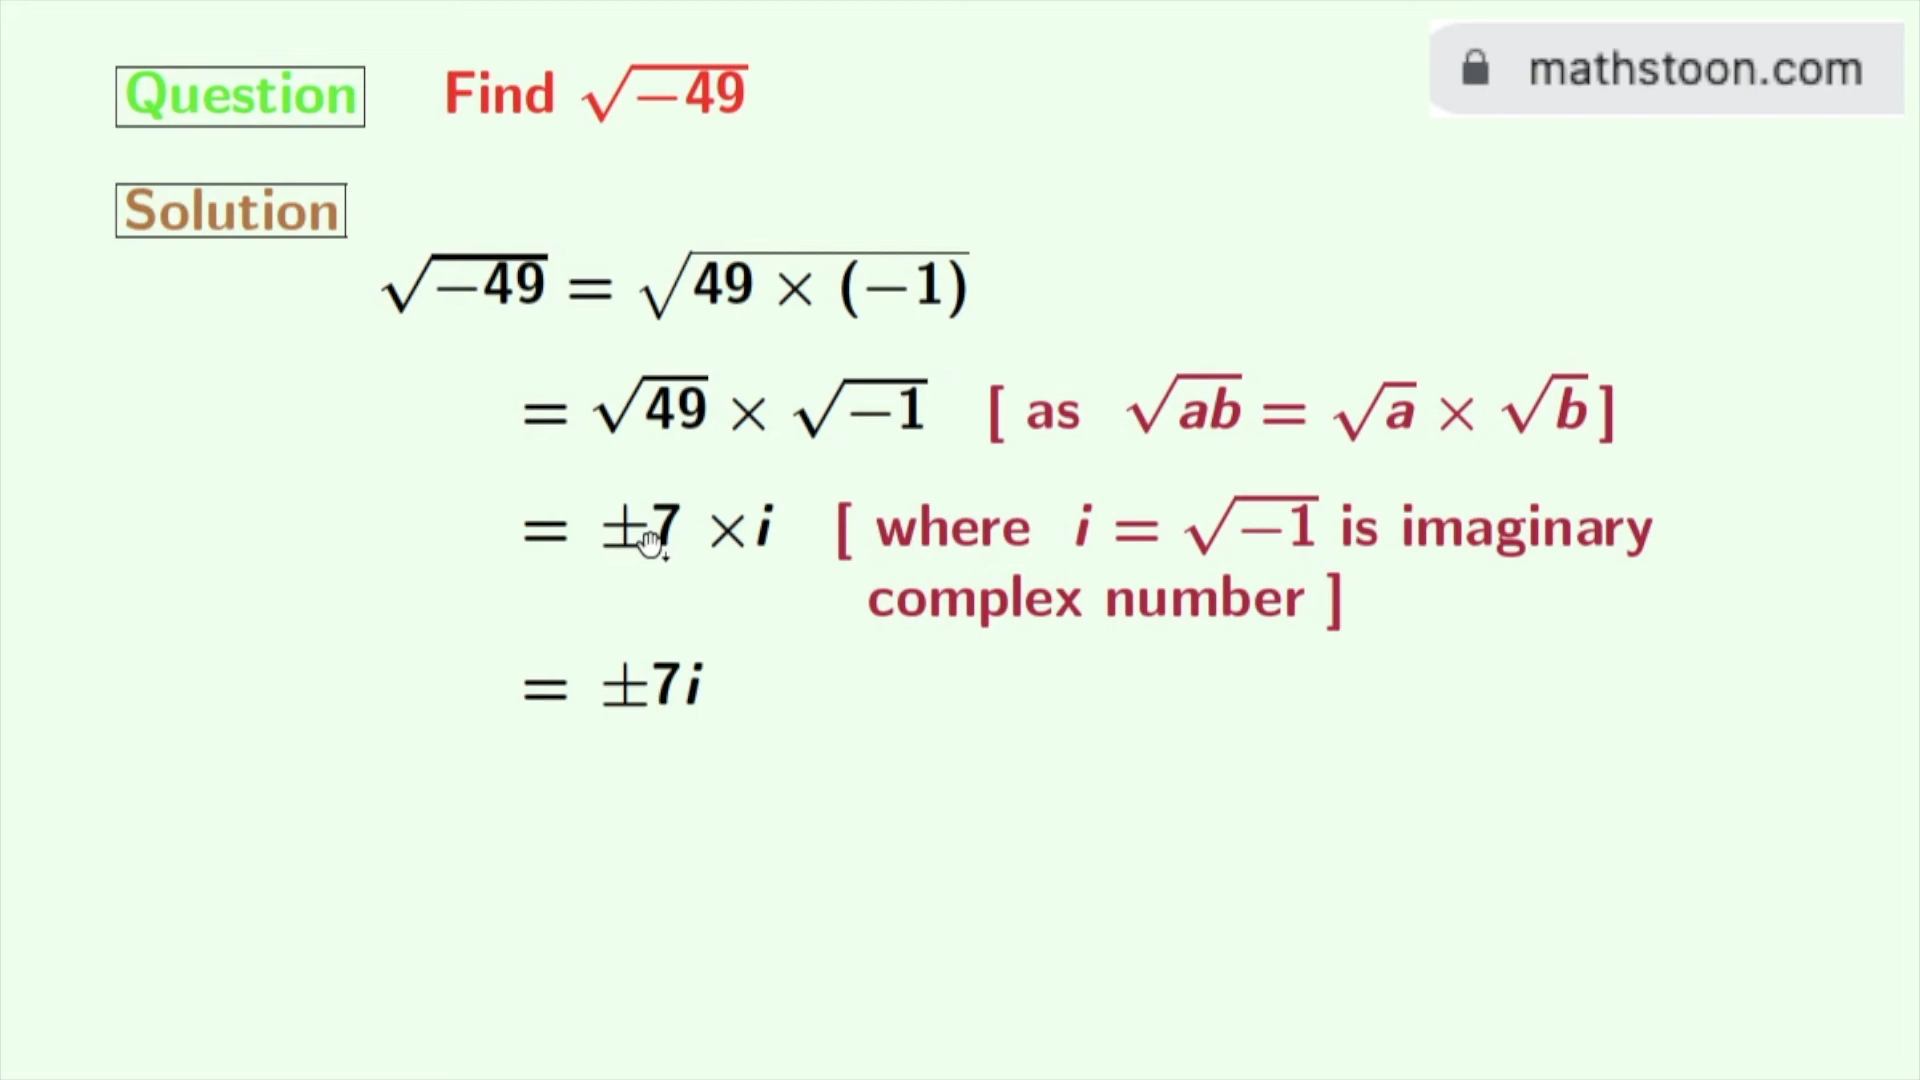 Question Find √−49 mathstoon.com
Solution
√−49 = √49 × (−1)
= √49 × √−1 [ as √ab = √a × √b ]
= ±7 × i [ where i = √−1 is imaginary
complex number ]
= ±7i